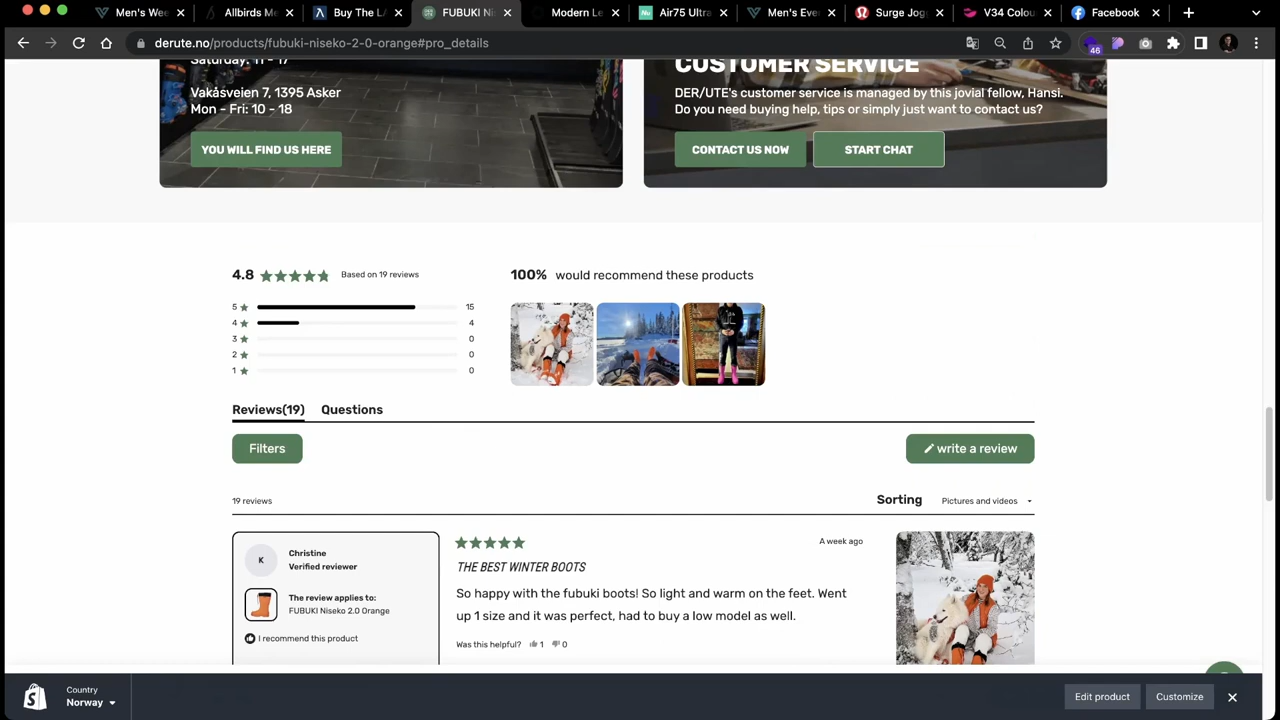 Men's Wee
Allbirds Me
Buy The LA
FUBUKI Nis
Modern Le
Air75 Ultra
Men's Ever
Surge Jogg
V34 Colou
Facebook
derute.no/products/fubuki-niseko-2-0-orange#pro_details
46
Saturday: 11 - 17
Vakåsveien 7, 1395 Asker
Mon - Fri: 10 - 18
YOU WILL FIND US HERE
CUSTOMER SERVICE
DER/UTE's customer service is managed by this jovial fellow, Hansi.
Do you need buying help, tips or simply just want to contact us?
CONTACT US NOW
START CHAT
4.8
Based on 19 reviews
5 15
4 4
3 0
2 0
1 0
100% would recommend these products
Reviews(19)
Questions
Filters
write a review
19 reviews
Sorting
Pictures and videos
K
Christine
Verified reviewer
The review applies to:
FUBUKI Niseko 2.0 Orange
I recommend this product
A week ago
THE BEST WINTER BOOTS
So happy with the fubuki boots! So light and warm on the feet. Went
up 1 size and it was perfect, had to buy a low model as well.
Was this helpful? 1 0
Country
Norway
Edit product
Customize